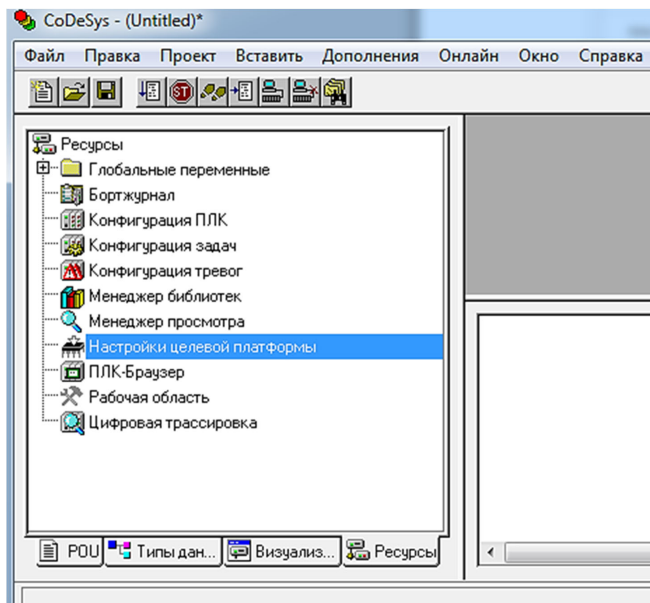 CoDeSys - (Untitled)*
Файл Правка Проект Вставить Дополнения Онлайн Окно Справка
ST
Ресурсы
Глобальные переменные
Бортжурнал
Конфигурация ПЛК
Конфигурация задач
Конфигурация тревог
Менеджер библиотек
Менеджер просмотра
Настройки целевой платформы
ПЛК-Браузер
Рабочая область
Цифровая трассировка
POU Типы дан... Визуализ... Ресурсы